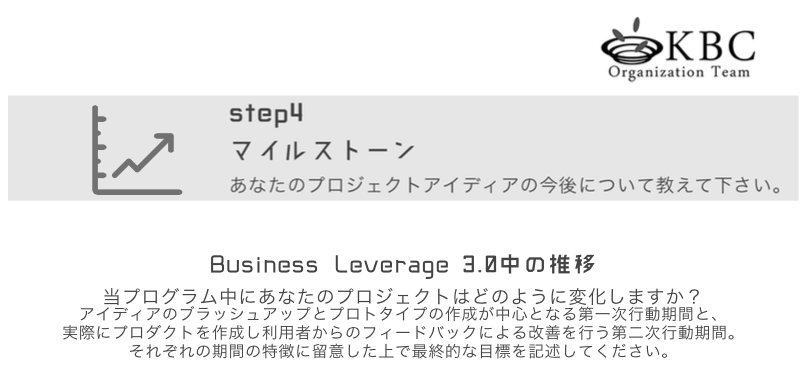 KBC
Organization Team
step4
マイルストーン
あなたのプロジェクトアイディアの今後について教えて下さい。
Business Leverage 3.0中の推移
当プログラム中にあなたのプロジェクトはどのように変化しますか？
アイディアのブラッシュアップとプロトタイプの作成が中心となる第一次行動期間と、
実際にプロダクトを作成し利用者からのフィードバックによる改善を行う第二次行動期間。
それぞれの期間の特徴に留意した上で最終的な目標を記述してください。